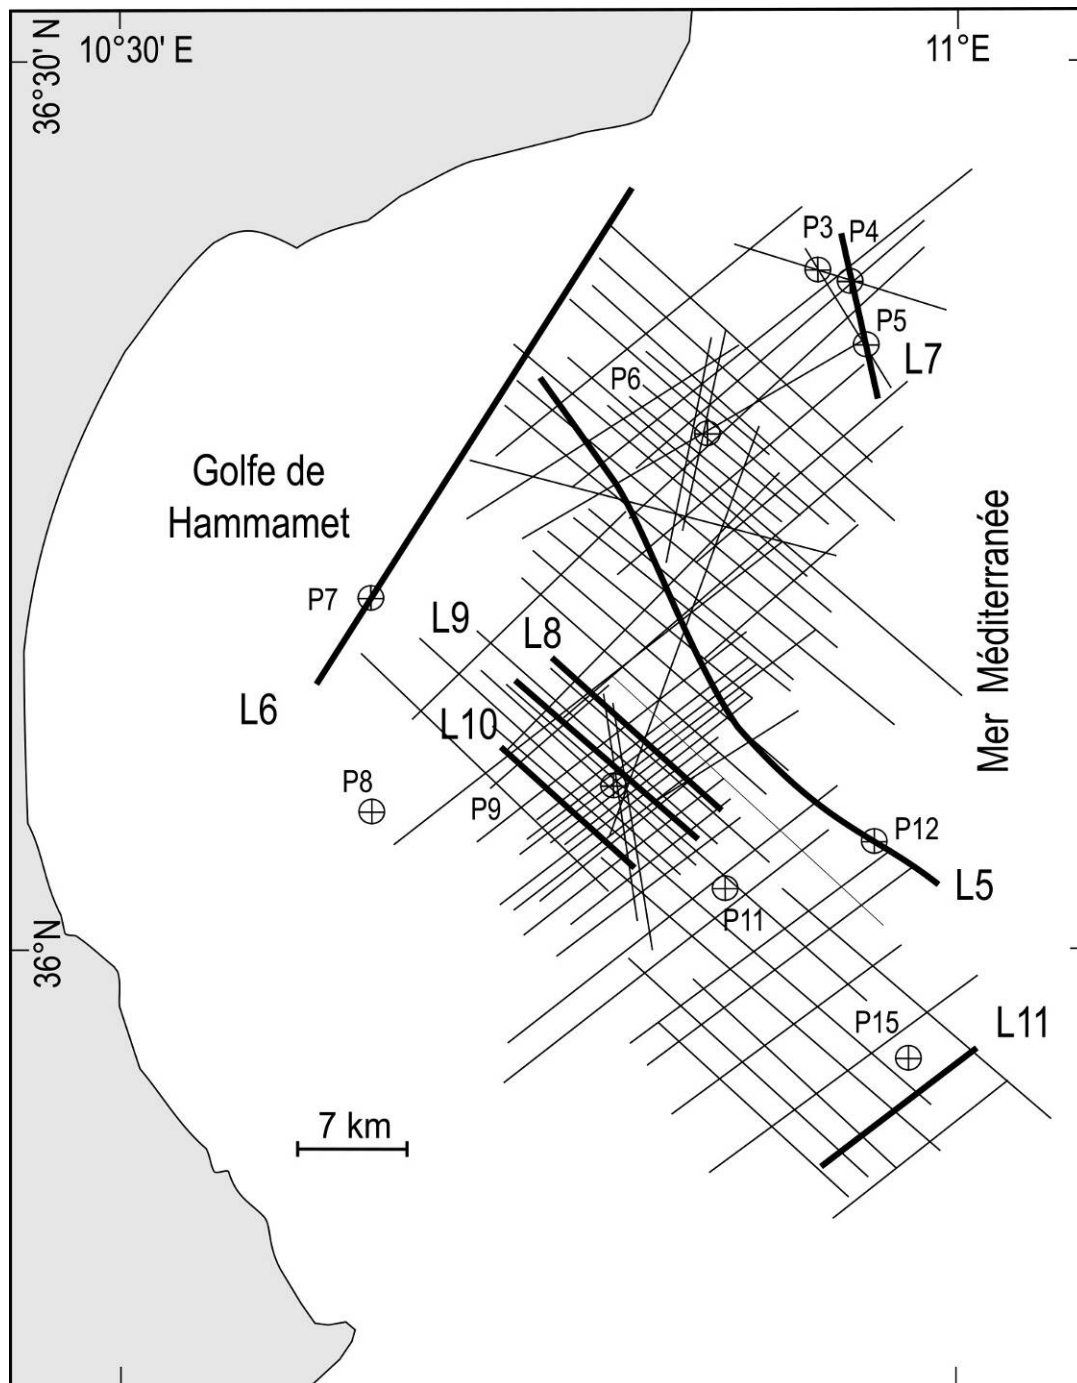 10°30' E
11°E
36°30' N
P3
P4
P5
L7
P6
Golfe de
Hammamet
Mer Méditerranée
P7
L9
L8
L6
L10
P8
P9
P12
L5
P11
36°N
P15
L11
7 km